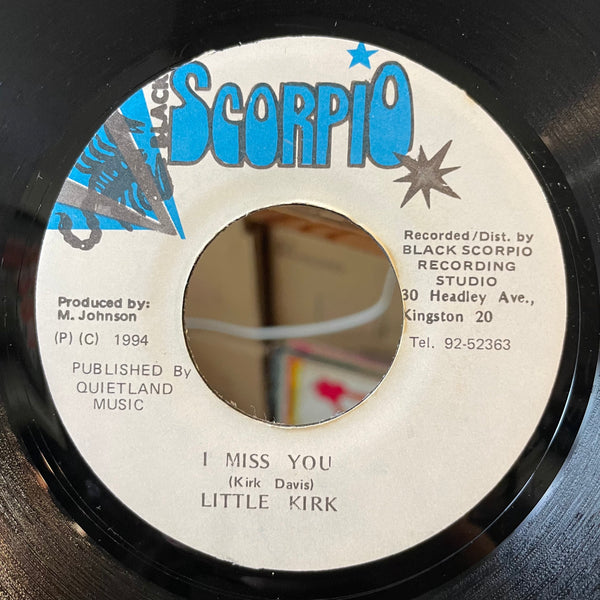 BLACK
SCORPIO
Recorded/Dist. by
BLACK SCORPIO
RECORDING
STUDIO
30 Headley Ave.,
Kingston 20
Tel. 92-52363
Produced by:
M. Johnson
(P) (C) 1994
PUBLISHED By
QUIETLAND
MUSIC
I MISS YOU
(Kirk Davis)
LITTLE KIRK